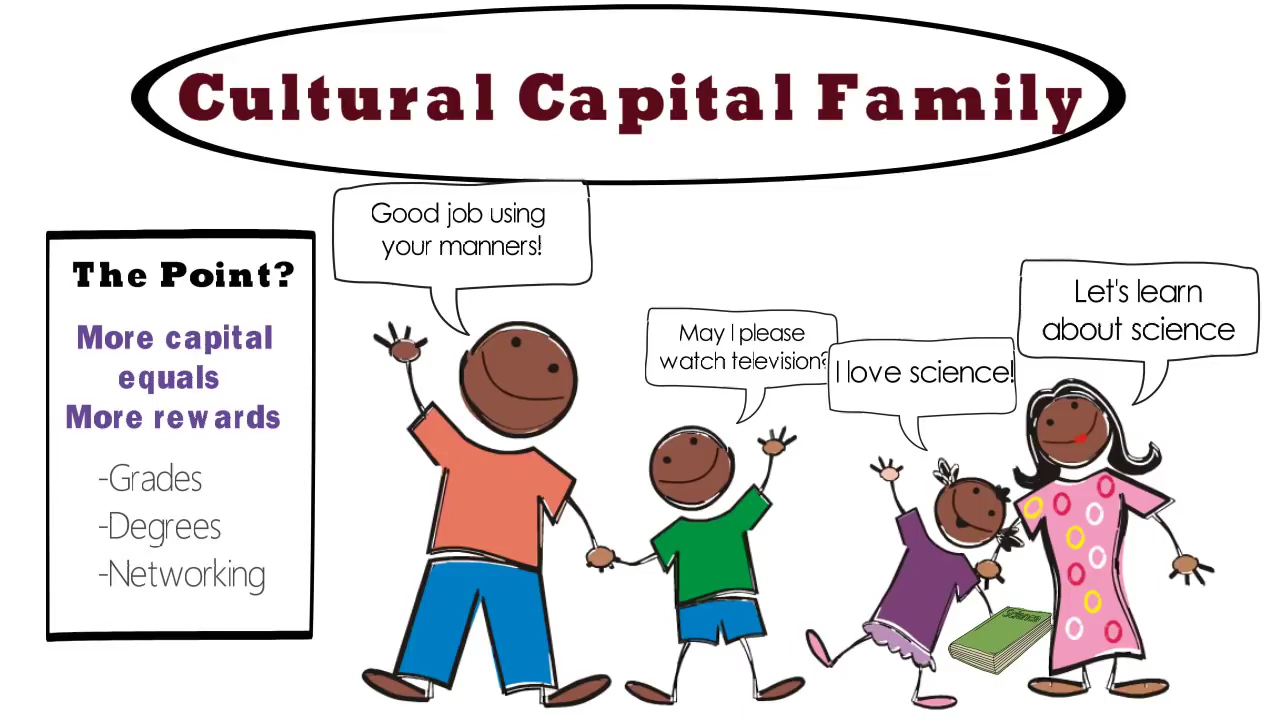 Cultural Capital Family
Good job using
your manners!
The Point?
More capital
equals
More rewards
-Grades
-Degrees
-Networking
May I please
watch television?
I love science!
Let's learn
about science
Science